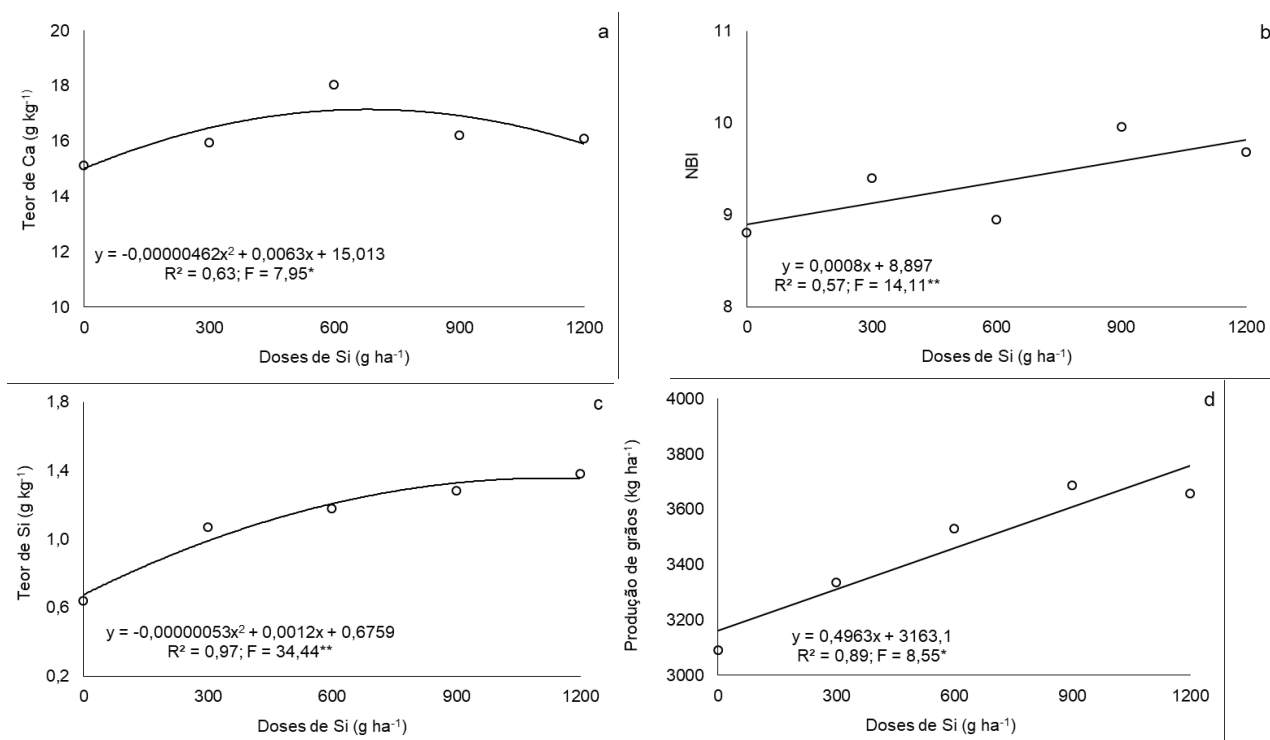 a
Teor de Ca (g kg⁻¹)
20
18
16
14
12
10
y = -0,00000462x² + 0,0063x + 15,013
R² = 0,63; F = 7,95*
0 300 600 900 1200
Doses de Si (g ha⁻¹)
b
NBI
11
10
9
8
y = 0,0008x + 8,897
R² = 0,57; F = 14,11**
0 300 600 900 1200
Doses de Si (g ha⁻¹)
c
Teor de Si (g kg⁻¹)
1,8
1,4
1,0
0,6
0,2
y = -0,00000053x² + 0,0012x + 0,6759
R² = 0,97; F = 34,44**
0 300 600 900 1200
Doses de Si (g ha⁻¹)
d
Produção de grãos (kg ha⁻¹)
4000
3800
3600
3400
3200
3000
y = 0,4963x + 3163,1
R² = 0,89; F = 8,55*
0 300 600 900 1200
Doses de Si (g ha⁻¹)